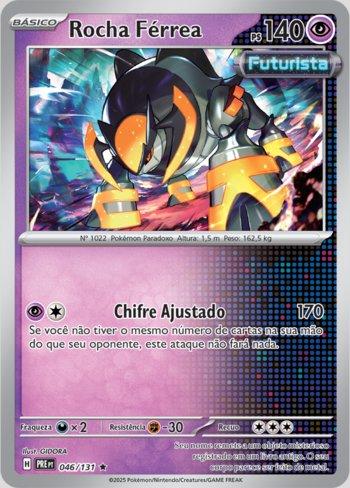 BÁSICO
Rocha Férrea
PS 140
Futurista
Nº 1022 Pokémon Paradoxo Altura: 1,5 m Peso: 162,5 kg
Chifre Ajustado 170
Se você não tiver o mesmo número de cartas na sua mão
do que seu oponente, este ataque não fará nada.
Fraqueza × 2 Resistência -30 Recuo
Ilust. GIDORA
H PRE PT 046/131 ★
Seu nome remete a um objeto misterioso
registrado em um livro antigo. O seu
corpo parece ser feito de metal.
©2025 Pokémon/Nintendo/Creatures/GAME FREAK